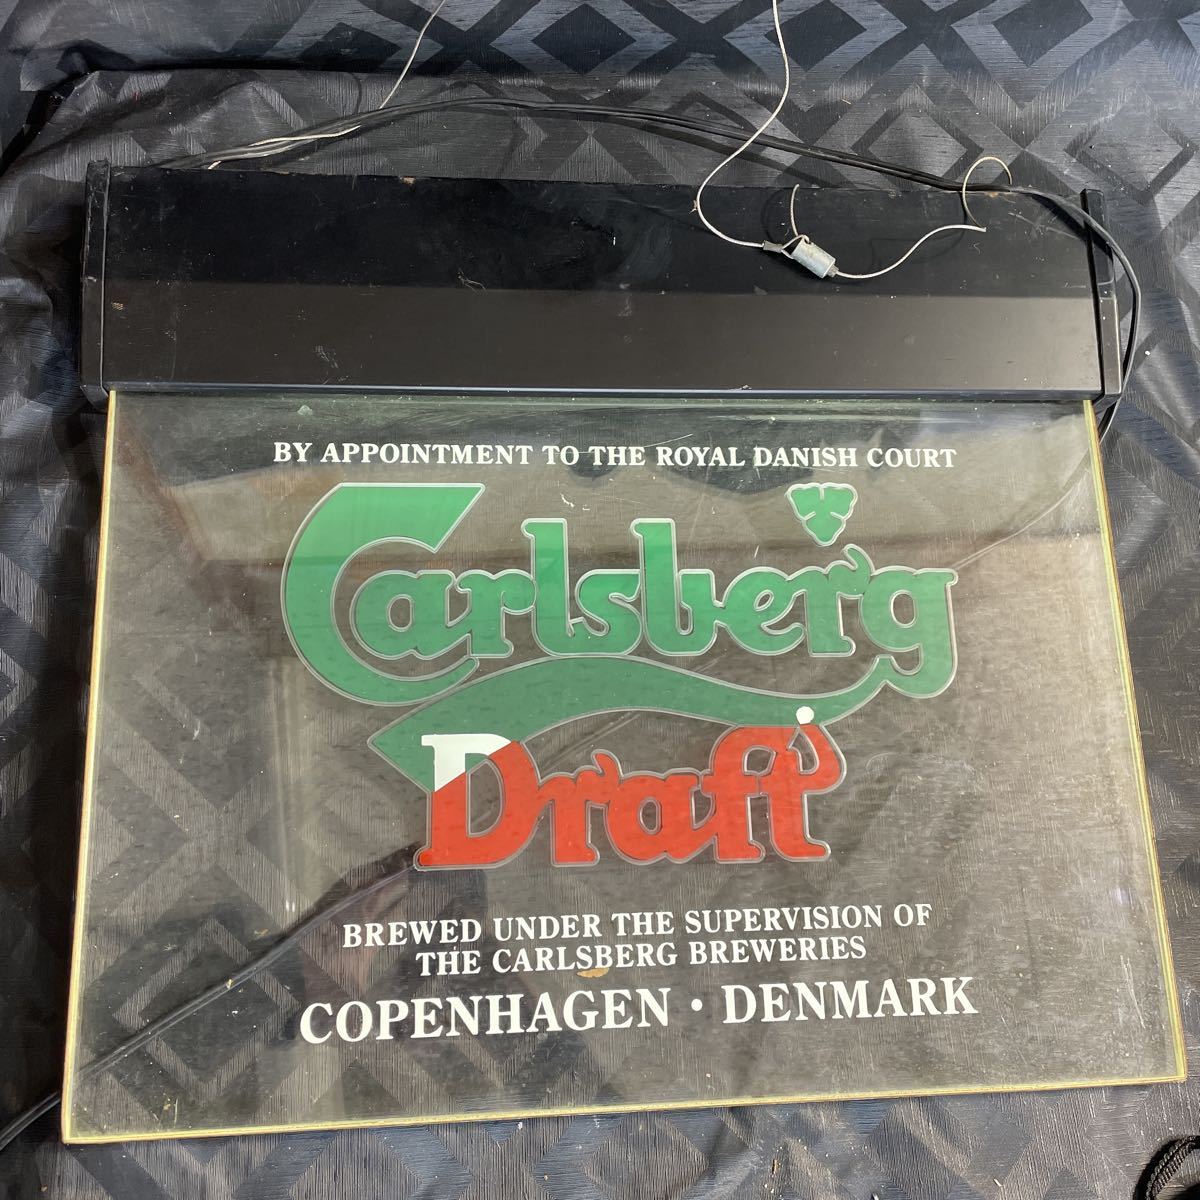 BY APPOINTMENT TO THE ROYAL DANISH COURT
Carlsberg
Draft
BREWED UNDER THE SUPERVISION OF
THE CARLSBERG BREWERIES
COPENHAGEN · DENMARK